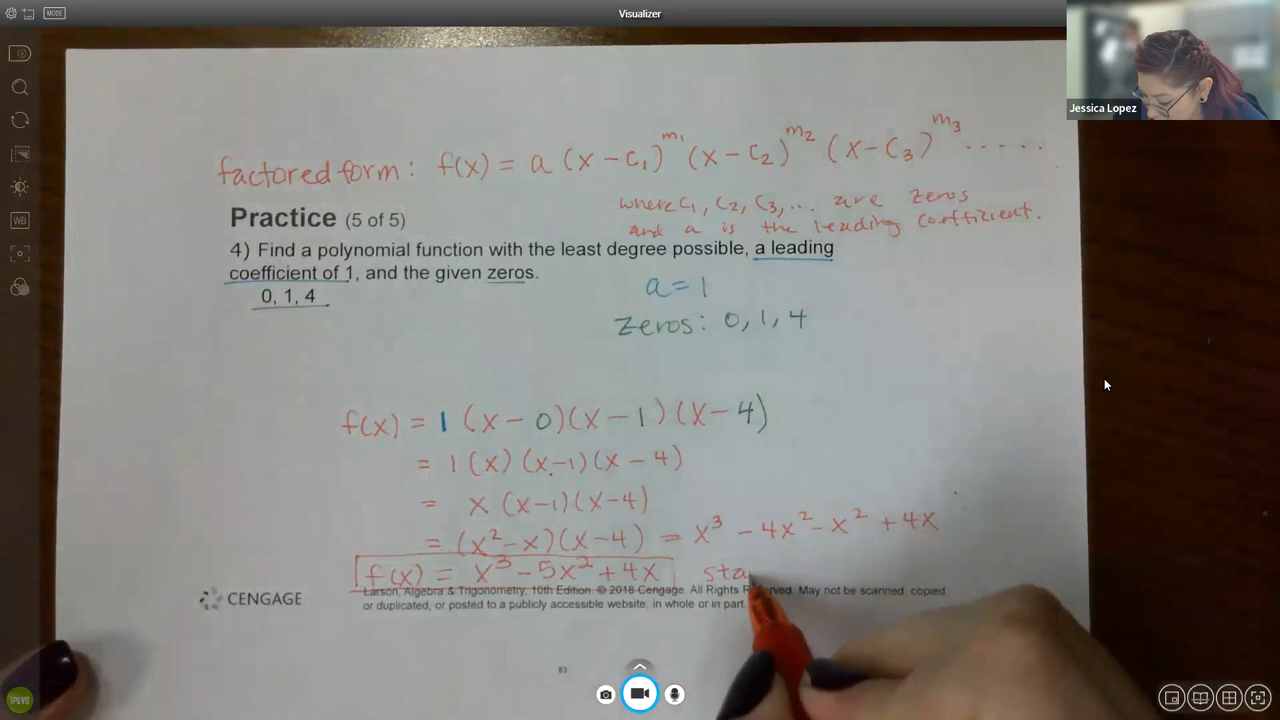 MODE
Visualizer
Jessica Lopez
factored form: f(x) = a (x - c₁)^m₁ (x - c₂)^m₂ (x - c₃)^m₃ .....
where c₁, c₂, c₃, ... are zeros
and a is the leading coefficient.
Practice (5 of 5)
4) Find a polynomial function with the least degree possible, a leading
coefficient of 1, and the given zeros.
0, 1, 4
a = 1
zeros: 0, 1, 4
f(x) = 1 (x - 0)(x - 1)(x - 4)
= 1 (x) (x-1)(x - 4)
= x (x-1)(x-4)
= (x²-x)(x-4) = x³ - 4x² - x² + 4x
f(x) = x³ - 5x² + 4x sta
CENGAGE
Larson, Algebra & Trigonometry, 10th Edition. © 2018 Cengage. All Rights Reserved. May not be scanned, copied
or duplicated, or posted to a publicly accessible website, in whole or in part.
63
WB
IPEVO